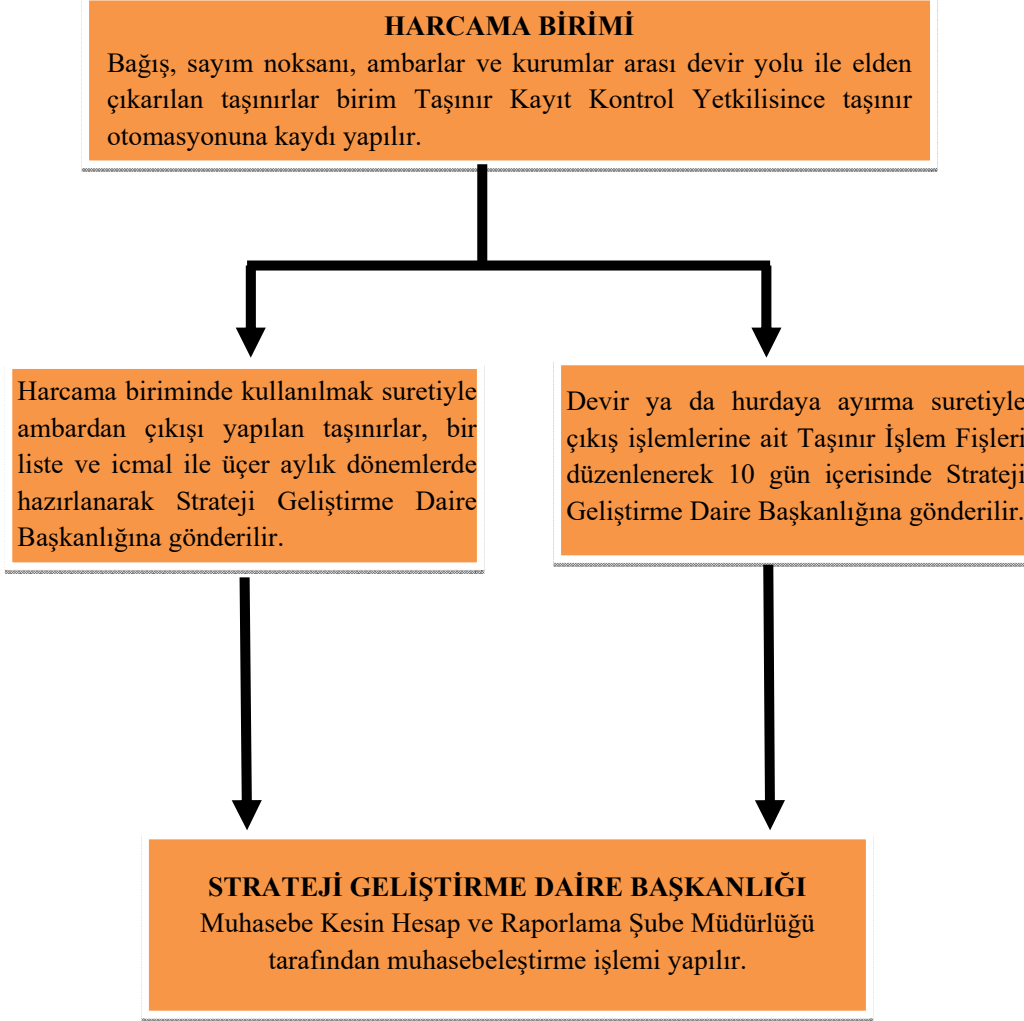 HARCAMA BİRİMİ
Bağış, sayım noksanı, ambarlar ve kurumlar arası devir yolu ile elden
çıkarılan taşınırlar birim Taşınır Kayıt Kontrol Yetkilisince taşınır
otomasyonuna kaydı yapılır.
Harcama biriminde kullanılmak suretiyle
ambardan çıkışı yapılan taşınırlar, bir
liste ve icmal ile üçer aylık dönemlerde
hazırlanarak Strateji Geliştirme Daire
Başkanlığına gönderilir.
Devir ya da hurdaya ayırma suretiyle
çıkış işlemlerine ait Taşınır İşlem Fişleri
düzenlenerek 10 gün içerisinde Strateji
Geliştirme Daire Başkanlığına gönderilir.
STRATEJİ GELİŞTİRME DAİRE BAŞKANLIĞI
Muhasebe Kesin Hesap ve Raporlama Şube Müdürlüğü
tarafından muhasebeleştirme işlemi yapılır.